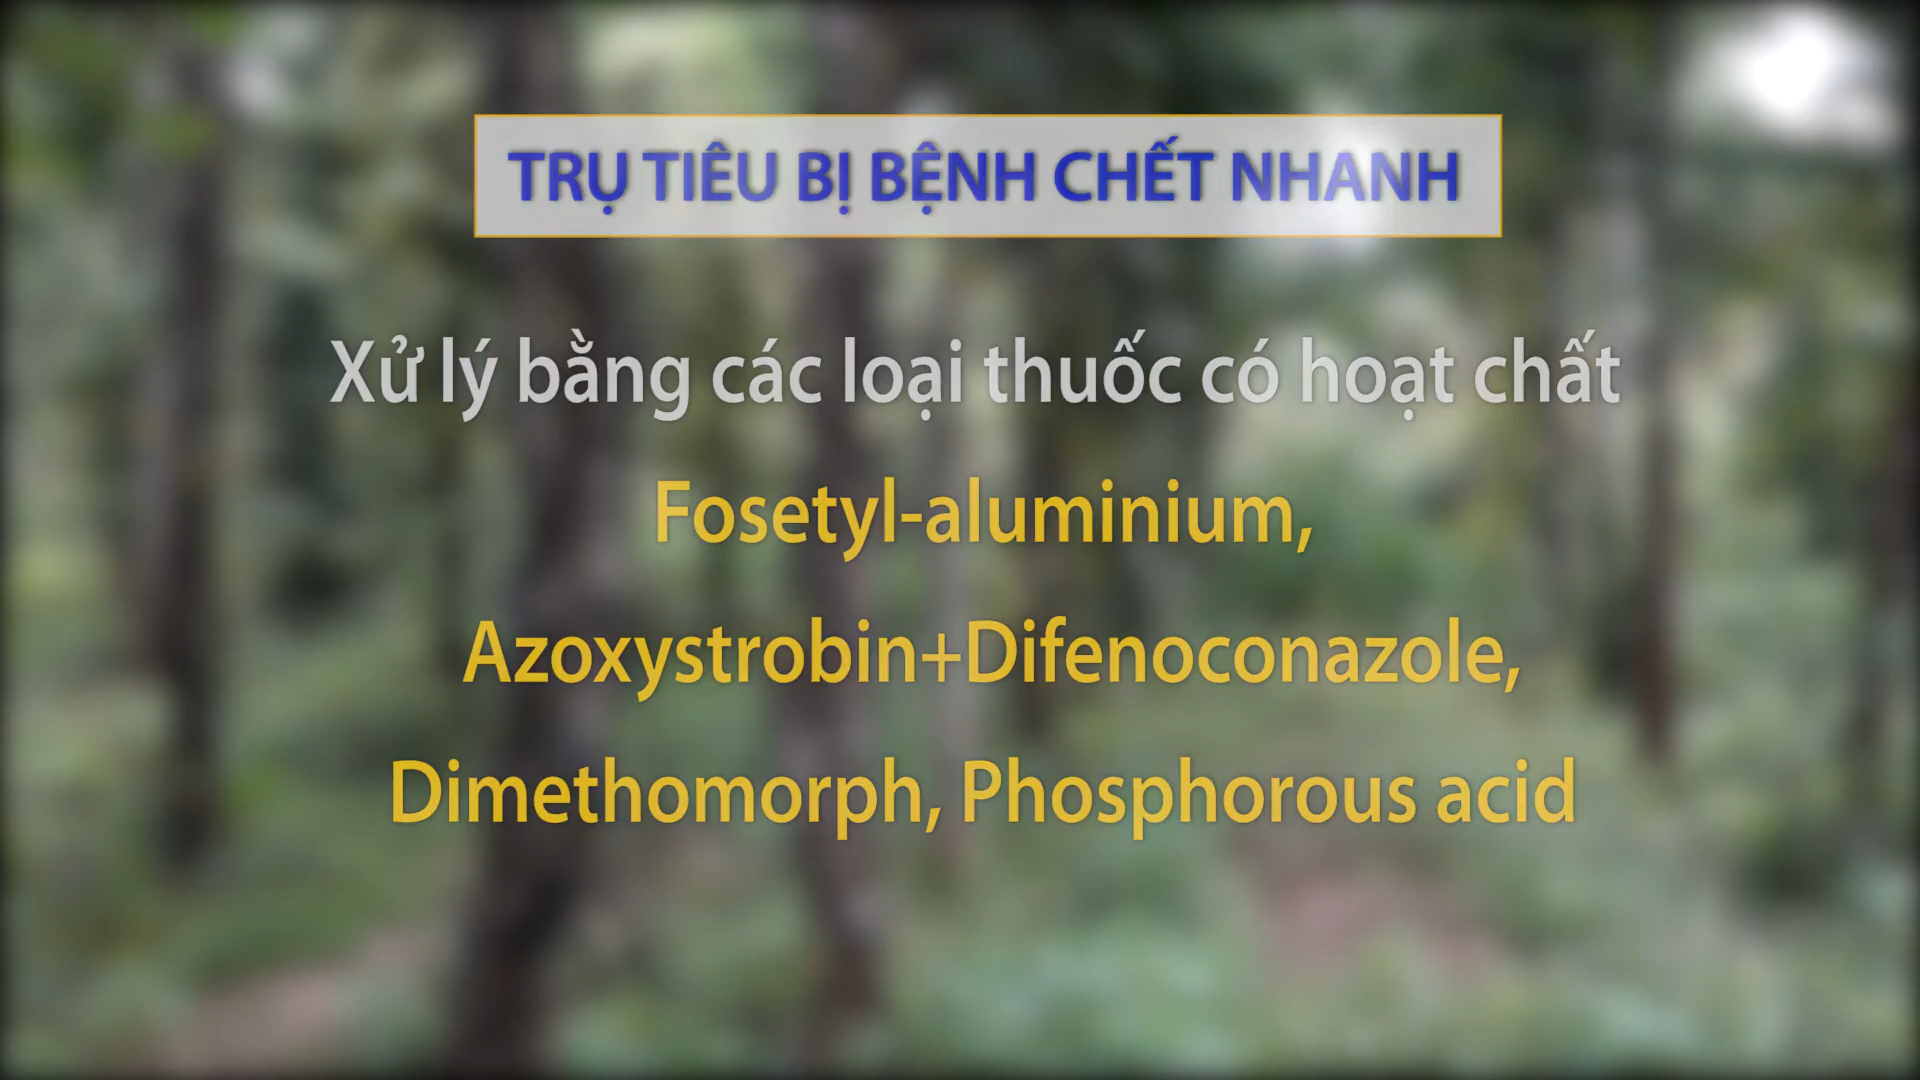 TRỤ TIÊU BỊ BỆNH CHẾT NHANH
Xử lý bằng các loại thuốc có hoạt chất
Fosetyl-aluminium,
Azoxystrobin+Difenoconazole,
Dimethomorph, Phosphorous acid